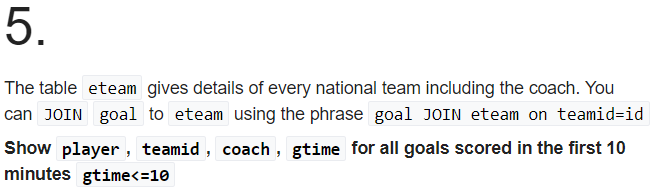 5.
The table eteam gives details of every national team including the coach. You
can JOIN goal to eteam using the phrase goal JOIN eteam on teamid=id
Show player, teamid, coach, gtime for all goals scored in the first 10
minutes gtime<=10